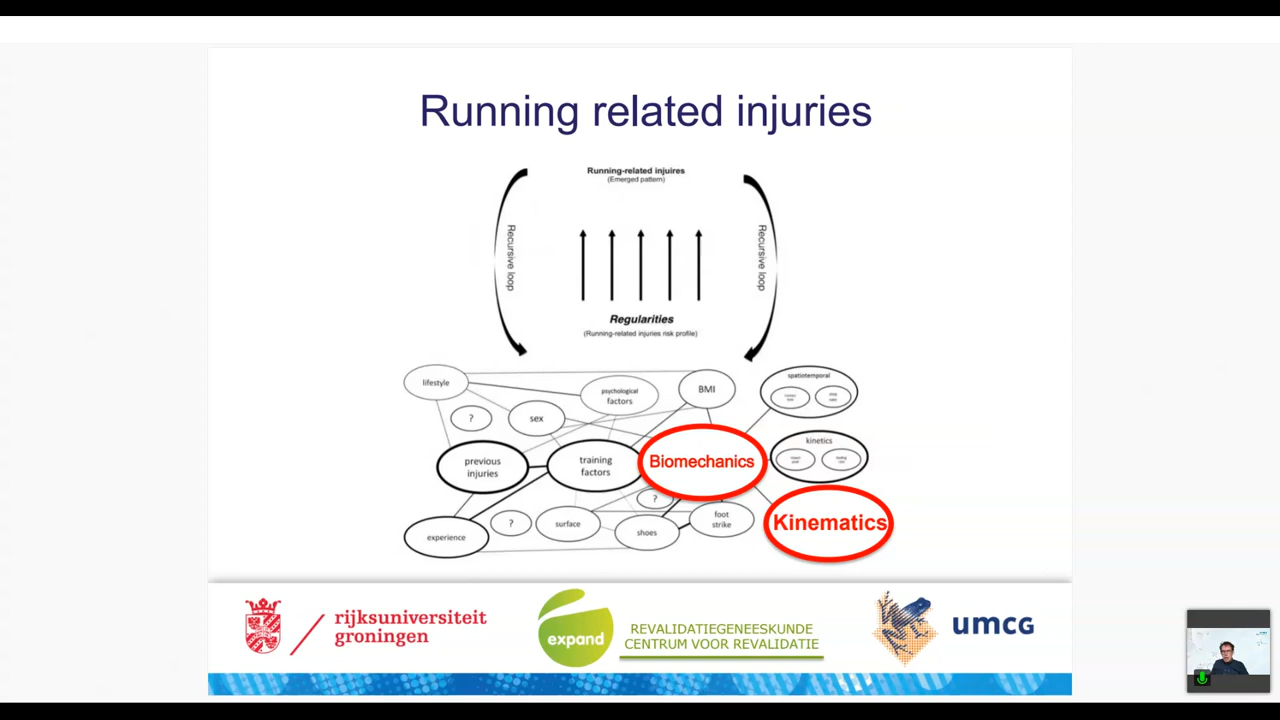 Running related injuries
Running-related injuires
(Emerged pattern)
Recursive loop
Recursive loop
Regularities
(Running-related injuries risk profile)
lifestyle
psychological
factors
BMI
spatiotemporal
?
sex
previous
injuries
training
factors
Biomechanics
kinetics
?
experience
?
surface
shoes
foot
strike
Kinematics
rijksuniversiteit
groningen
expand
REVALIDATIEGENEESKUNDE
CENTRUM VOOR REVALIDATIE
umcg